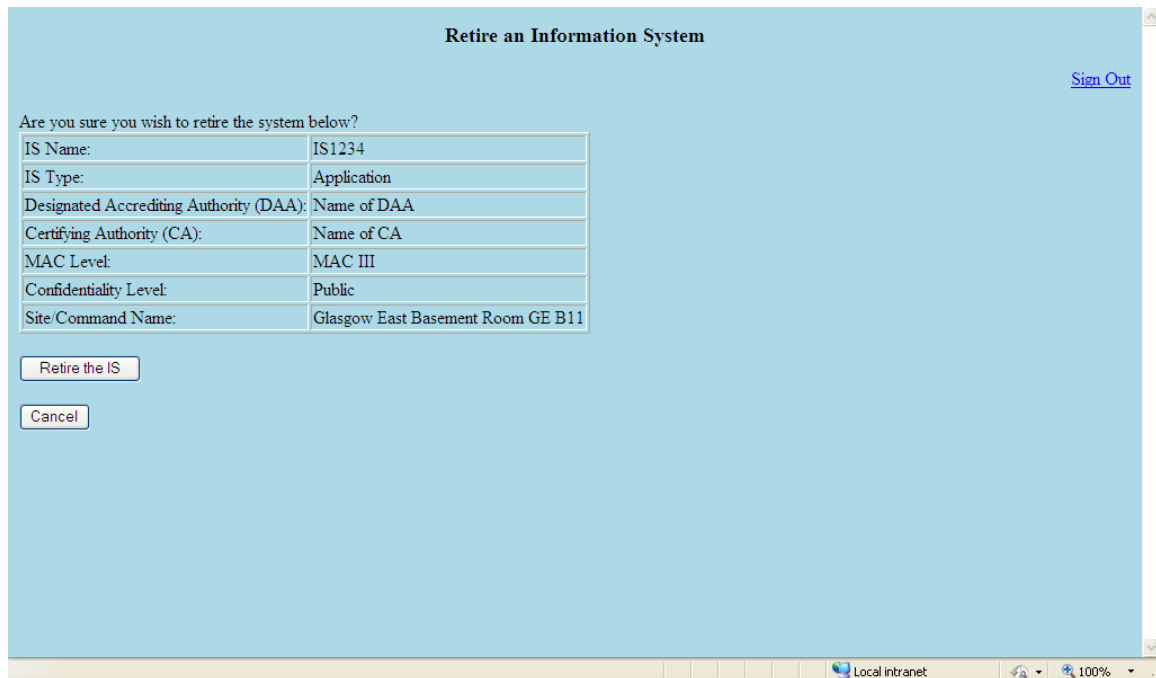 Retire an Information System
Sign Out
Are you sure you wish to retire the system below?
IS Name: IS1234
IS Type: Application
Designated Accrediting Authority (DAA): Name of DAA
Certifying Authority (CA): Name of CA
MAC Level: MAC III
Confidentiality Level: Public
Site/Command Name: Glasgow East Basement Room GE B11
Retire the IS
Cancel
Local intranet 100%